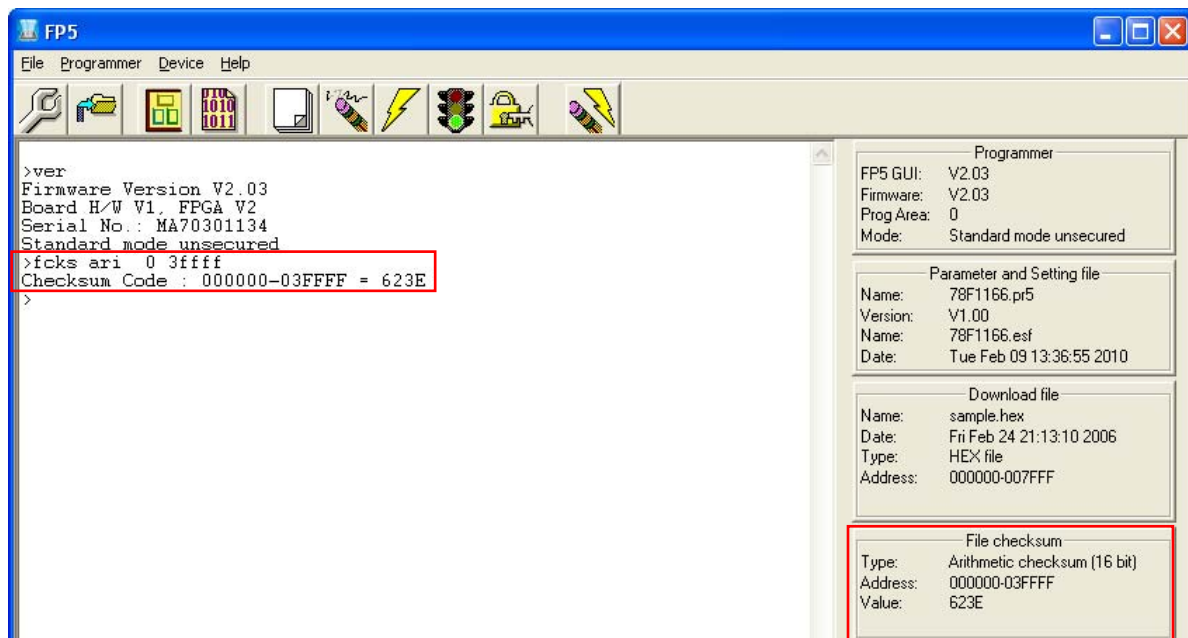 FP5
File Programmer Device Help
>ver
Firmware Version V2.03
Board H/W V1, FPGA V2
Serial No.: MA70301134
Standard mode unsecured
>fcks ari 0 3ffff
Checksum Code : 000000-03FFFF = 623E
>
Programmer
FP5 GUI: V2.03
Firmware: V2.03
Prog Area: 0
Mode: Standard mode unsecured
Parameter and Setting file
Name: 78F1166.pr5
Version: V1.00
Name: 78F1166.esf
Date: Tue Feb 09 13:36:55 2010
Download file
Name: sample.hex
Date: Fri Feb 24 21:13:10 2006
Type: HEX file
Address: 000000-007FFF
File checksum
Type: Arithmetic checksum (16 bit)
Address: 000000-03FFFF
Value: 623E